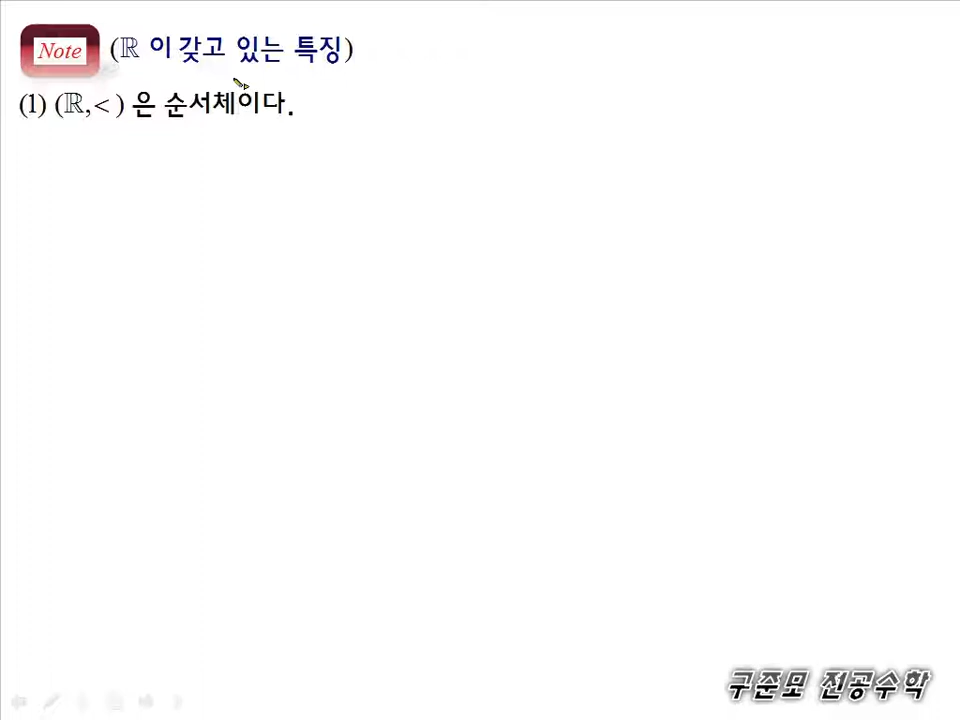 Note (ℝ 이 갖고 있는 특징)
(1) (ℝ,< ) 은 순서체이다.
구준모 전공수학